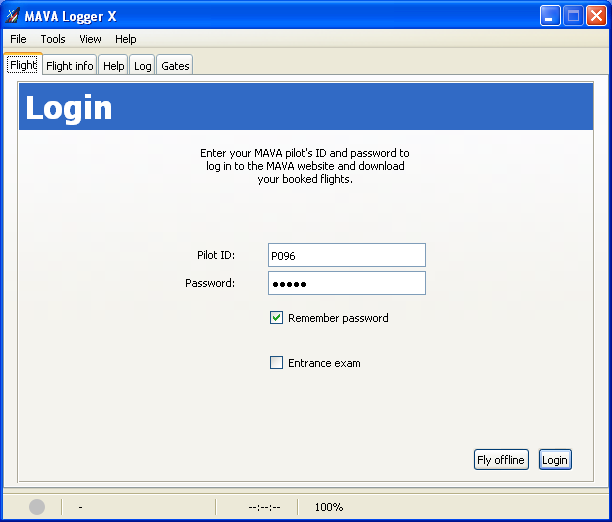 MAVA Logger X
File Tools View Help
Flight Flight info Help Log Gates
Login
Enter your MAVA pilot's ID and password to
log in to the MAVA website and download
your booked flights.
Pilot ID: P096
Password: •••••
Remember password
Entrance exam
Fly offline Login
- --:--:-- 100%